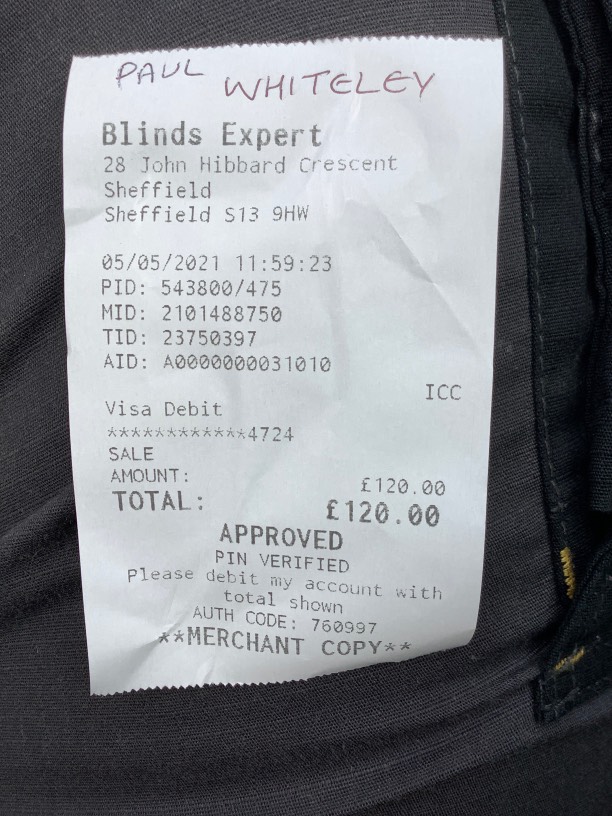 PAUL WHITELEY
Blinds Expert
28 John Hibbard Crescent
Sheffield
Sheffield S13 9HW
05/05/2021 11:59:23
PID: 543800/475
MID: 2101488750
TID: 23750397
AID: A0000000031010
ICC
Visa Debit
************4724
SALE
AMOUNT: £120.00
TOTAL: £120.00
APPROVED
PIN VERIFIED
Please debit my account with
total shown
AUTH CODE: 760997
**MERCHANT COPY**